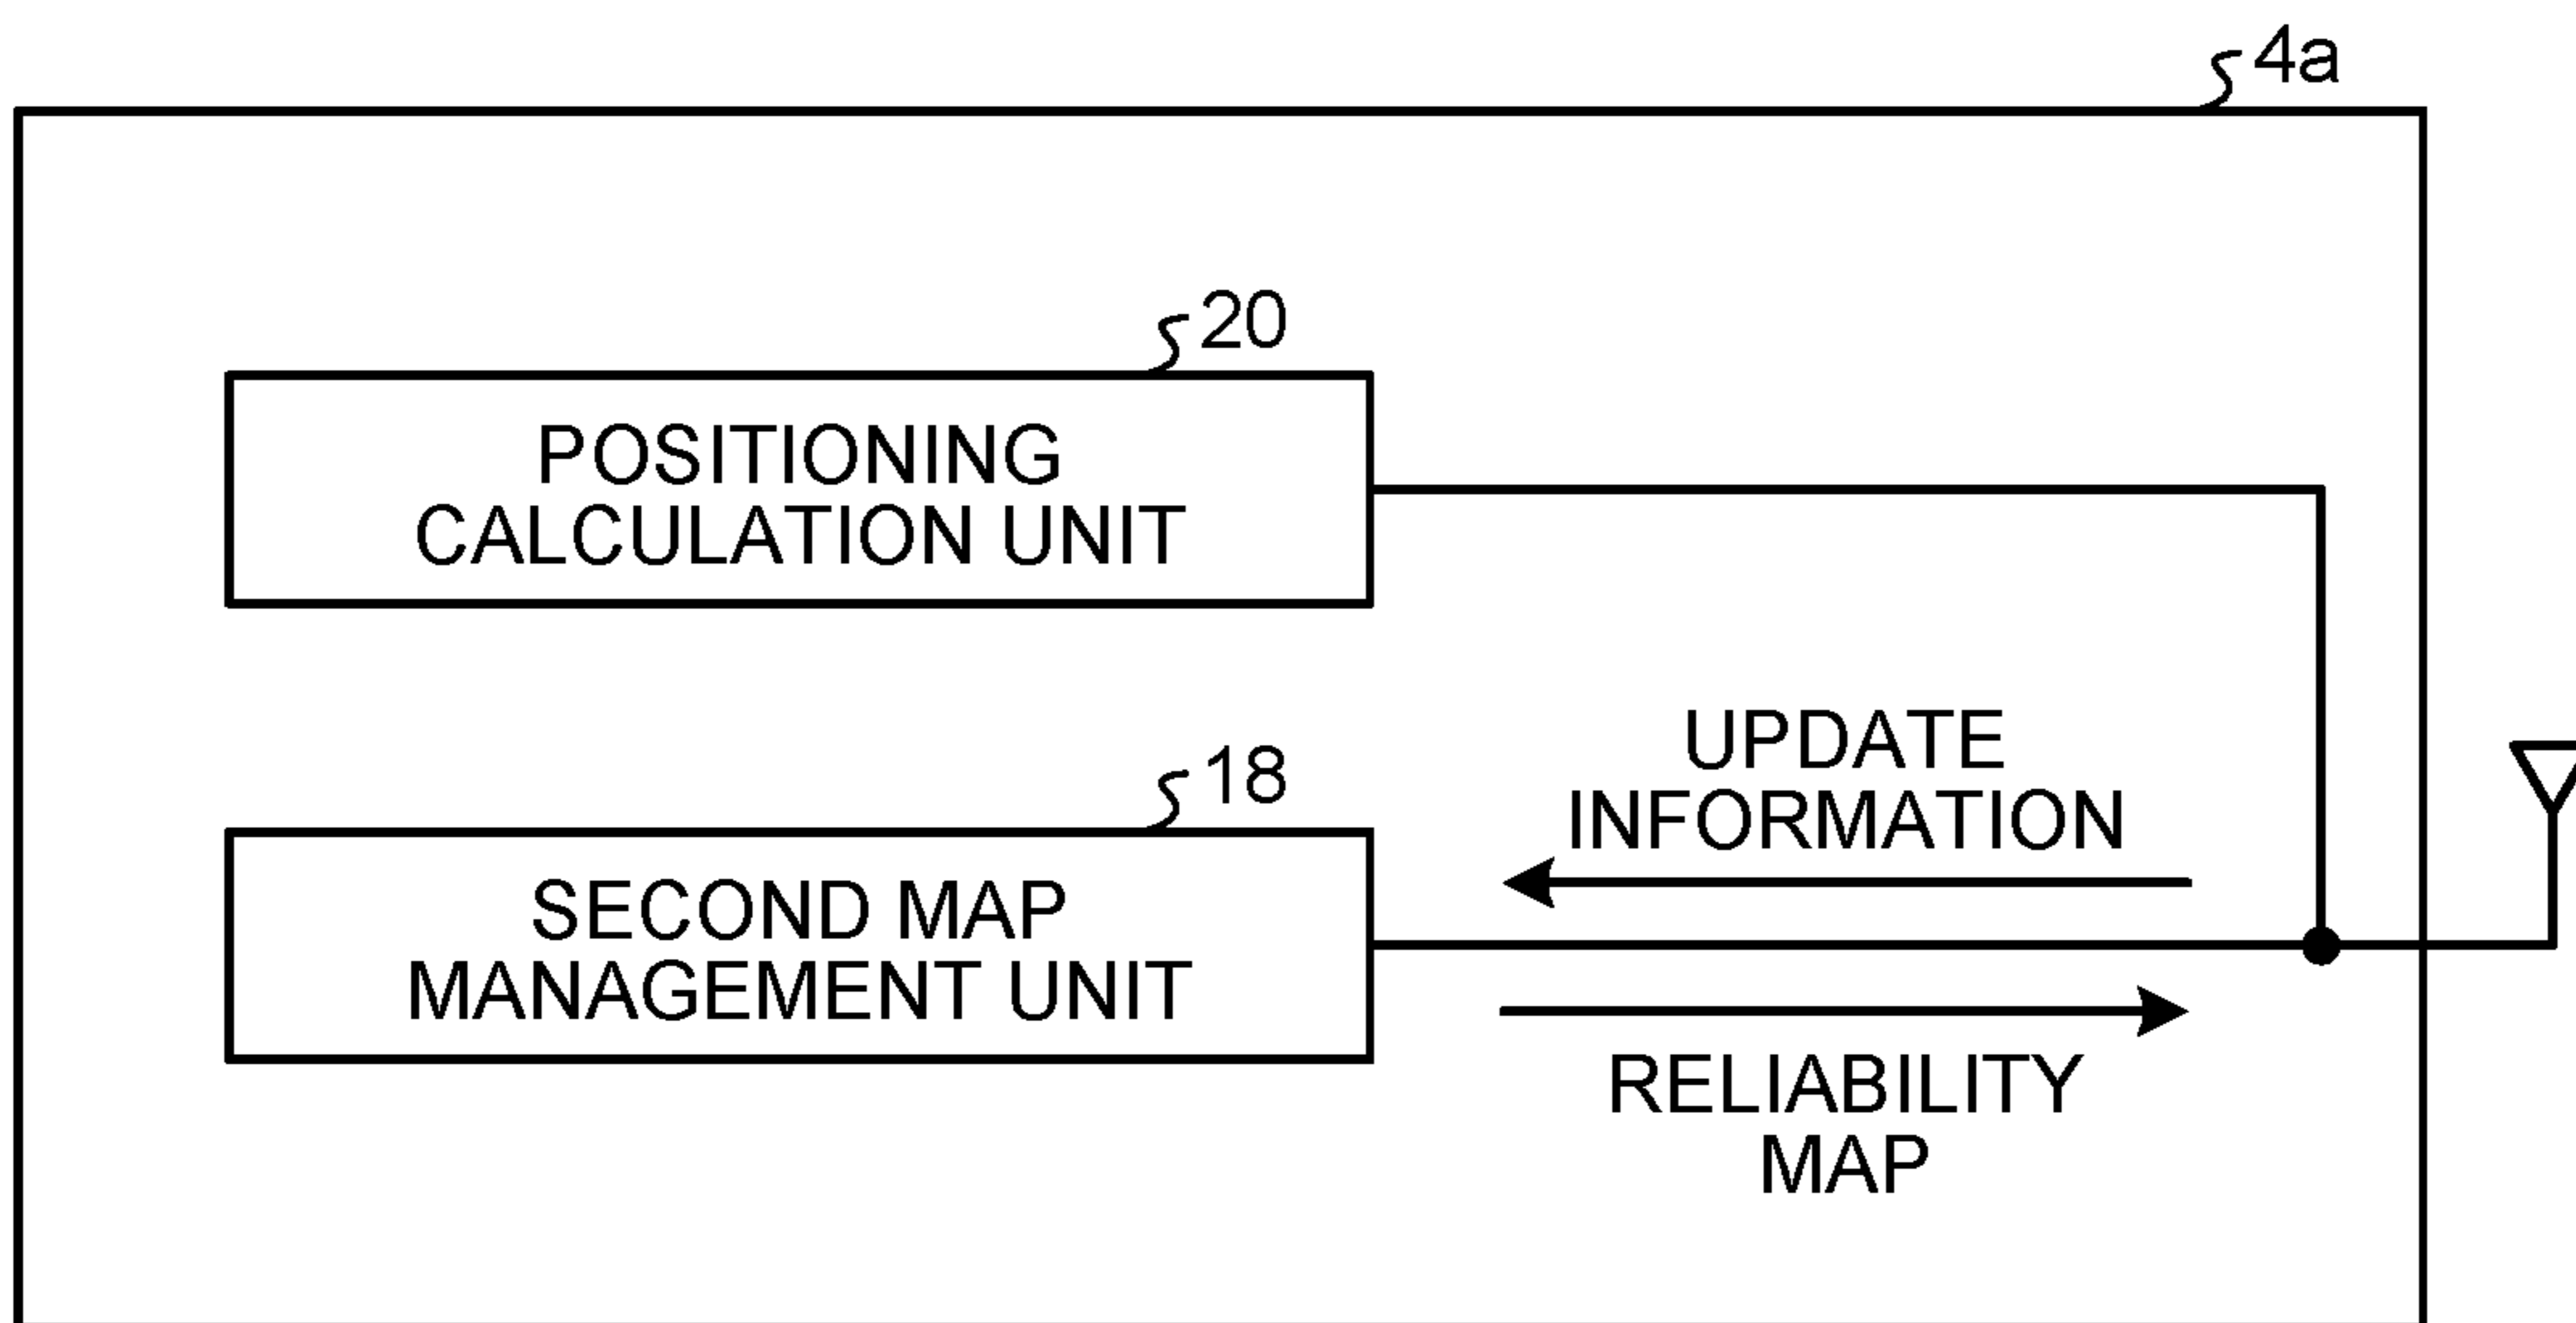 4a
20
POSITIONING
CALCULATION UNIT
18
SECOND MAP
MANAGEMENT UNIT
UPDATE
INFORMATION
RELIABILITY
MAP